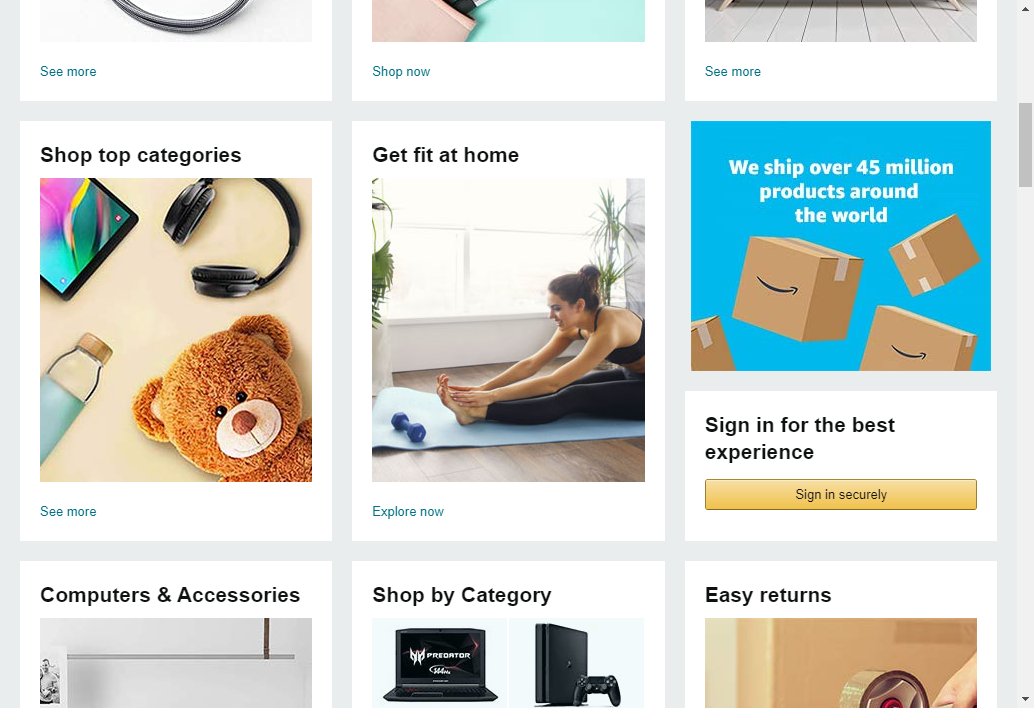 See more
Shop now
See more
Shop top categories
See more
Get fit at home
Explore now
We ship over 45 million
products around
the world
Sign in for the best
experience
Sign in securely
Computers & Accessories
Shop by Category
PREDATOR
144Hz
PREDATOR
Easy returns